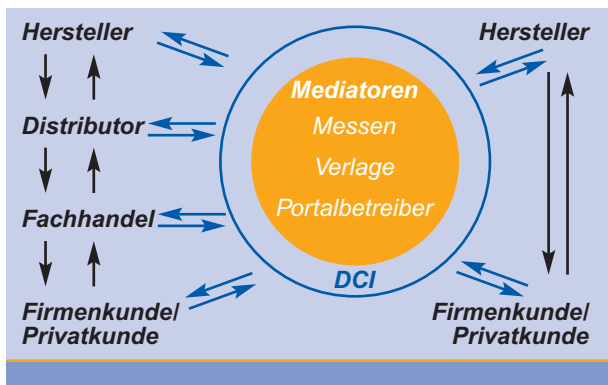 Hersteller
Distributor
Fachhandel
Firmenkunde/
Privatkunde
Mediatoren
Messen
Verlage
Portalbetreiber
DCI
Hersteller
Firmenkunde/
Privatkunde